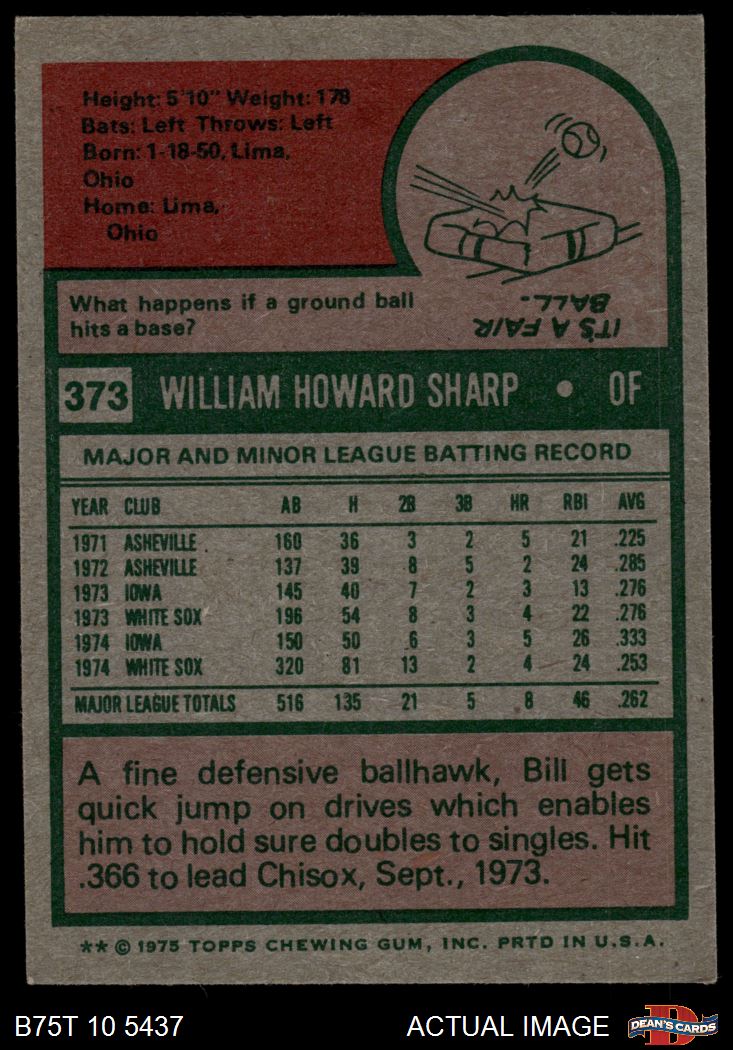 Height: 5'10" Weight: 178
Bats: Left Throws: Left
Born: 1-18-50, Lima,
Ohio
Home: Lima,
Ohio
What happens if a ground ball
hits a base?
IT'S A FAIR
BALL.
373 WILLIAM HOWARD SHARP • OF
MAJOR AND MINOR LEAGUE BATTING RECORD
YEAR CLUB AB H 2B 3B HR RBI AVG
1971 ASHEVILLE 160 36 3 2 5 21 .225
1972 ASHEVILLE 137 39 8 5 2 24 .285
1973 IOWA 145 40 7 2 3 13 .276
1973 WHITE SOX 196 54 8 3 4 22 .276
1974 IOWA 150 50 6 3 5 26 .333
1974 WHITE SOX 320 81 13 2 4 24 .253
MAJOR LEAGUE TOTALS 516 135 21 5 8 46 .262
A fine defensive ballhawk, Bill gets
quick jump on drives which enables
him to hold sure doubles to singles. Hit
.366 to lead Chisox, Sept., 1973.
** © 1975 TOPPS CHEWING GUM, INC. PRTD IN U.S.A.
B75T 10 5437 ACTUAL IMAGE D DEAN'S CARDS